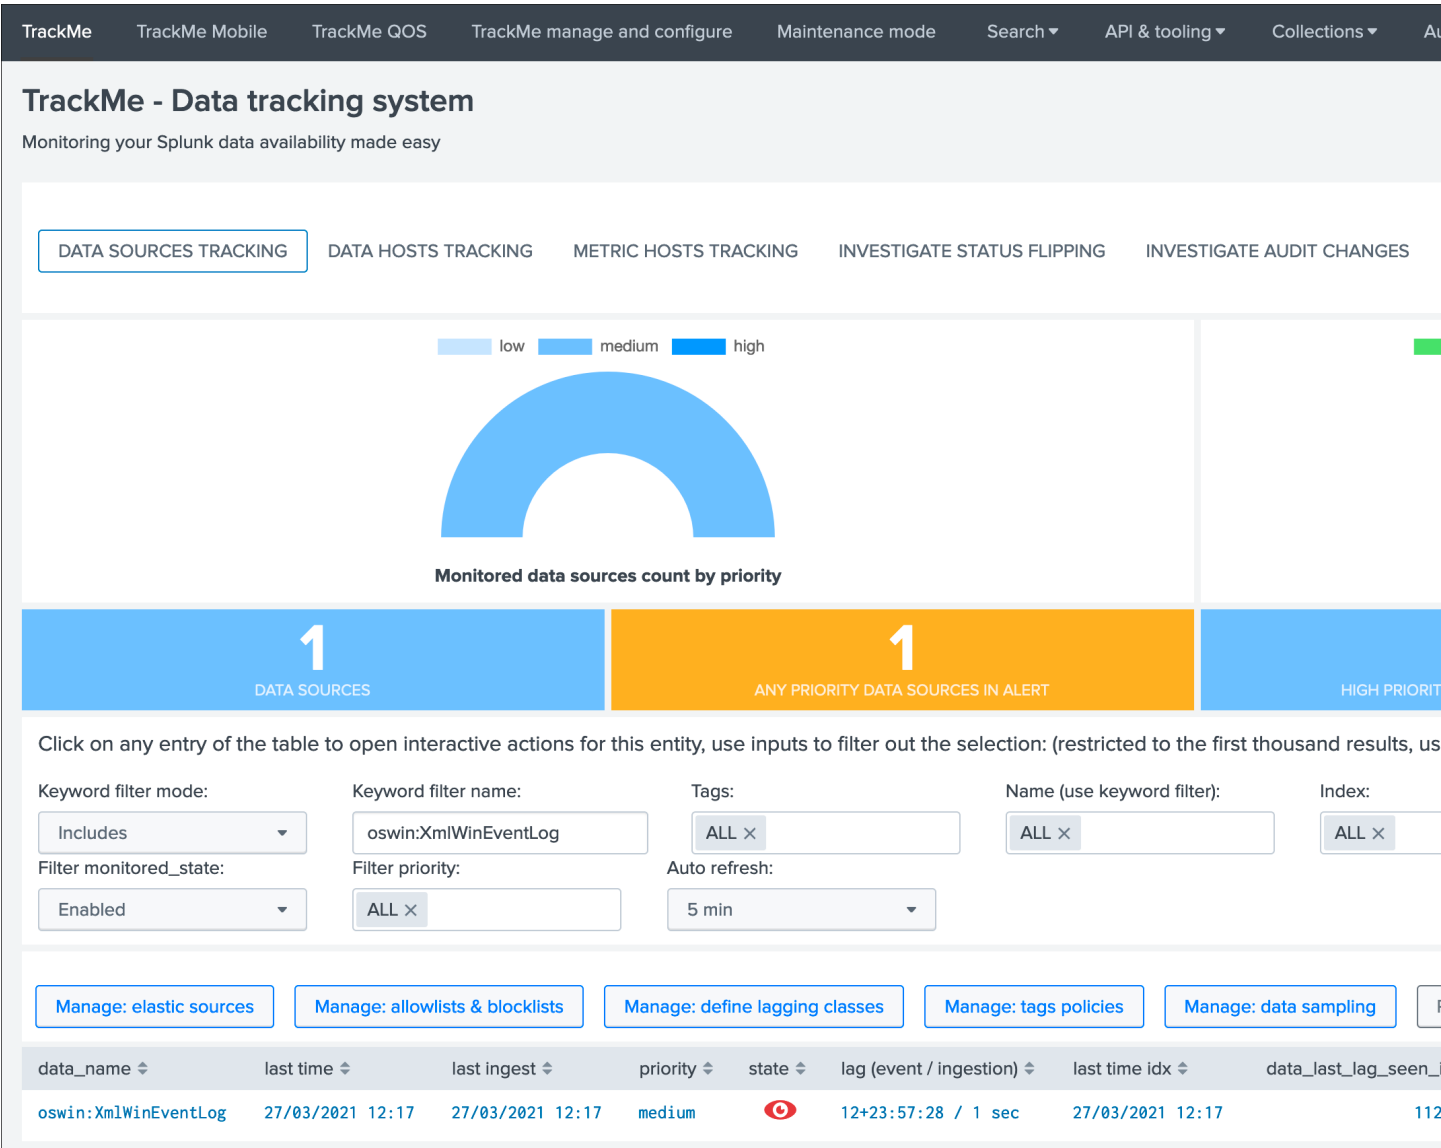 TrackMe TrackMe Mobile TrackMe QOS TrackMe manage and configure Maintenance mode Search API & tooling Collections
TrackMe - Data tracking system
Monitoring your Splunk data availability made easy
DATA SOURCES TRACKING DATA HOSTS TRACKING METRIC HOSTS TRACKING INVESTIGATE STATUS FLIPPING INVESTIGATE AUDIT CHANGES
low medium high
Monitored data sources count by priority
1 1
DATA SOURCES ANY PRIORITY DATA SOURCES IN ALERT HIGH PRIORIT
Click on any entry of the table to open interactive actions for this entity, use inputs to filter out the selection: (restricted to the first thousand results, us
Keyword filter mode: Keyword filter name: Tags: Name (use keyword filter): Index:
Includes oswin:XmlWinEventLog ALL ALL ALL
Filter monitored_state: Filter priority: Auto refresh:
Enabled ALL 5 min
Manage: elastic sources Manage: allowlists & blocklists Manage: define lagging classes Manage: tags policies Manage: data sampling
data_name last time last ingest priority state lag (event / ingestion) last time idx data_last_lag_seen_i
oswin:XmlWinEventLog 27/03/2021 12:17 27/03/2021 12:17 medium 12+23:57:28 / 1 sec 27/03/2021 12:17 112